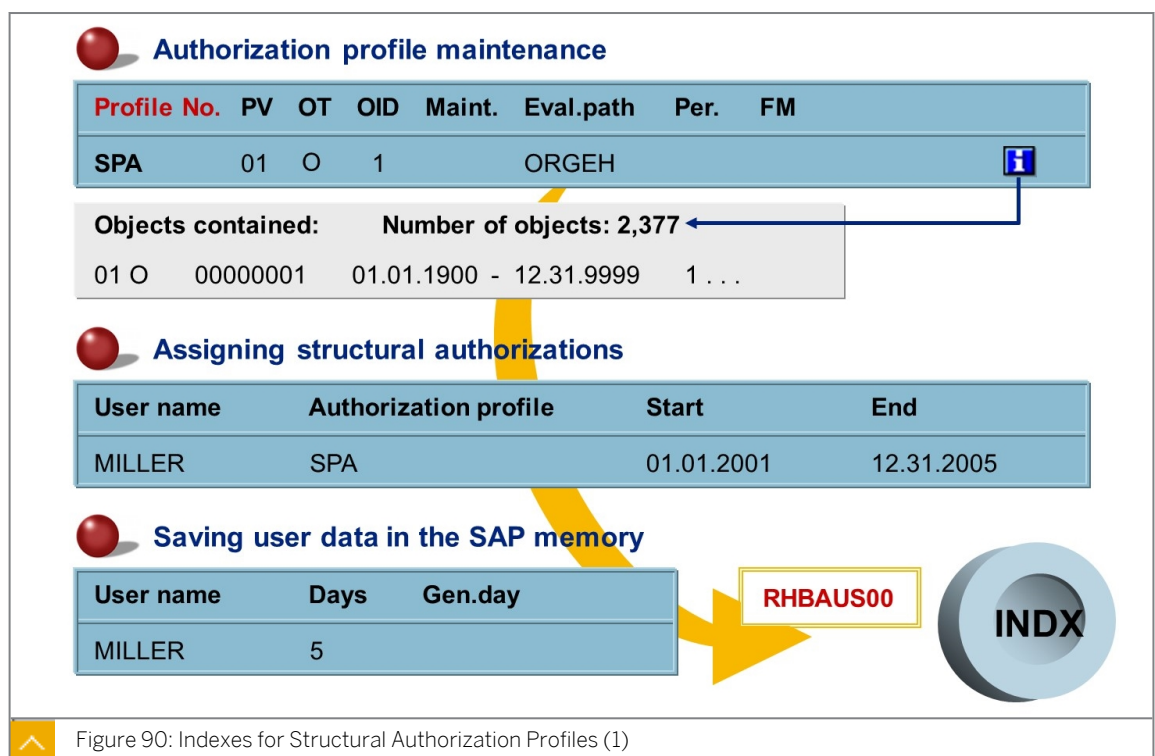 Authorization profile maintenance
Profile No. PV OT OID Maint. Eval.path Per. FM
SPA 01 O 1 ORGEH i
Objects contained: Number of objects: 2,377
01 O 00000001 01.01.1900 - 12.31.9999 1 . . .
Assigning structural authorizations
User name Authorization profile Start End
MILLER SPA 01.01.2001 12.31.2005
Saving user data in the SAP memory
User name Days Gen.day
MILLER 5
RHBAUS00
INDX
Figure 90: Indexes for Structural Authorization Profiles (1)